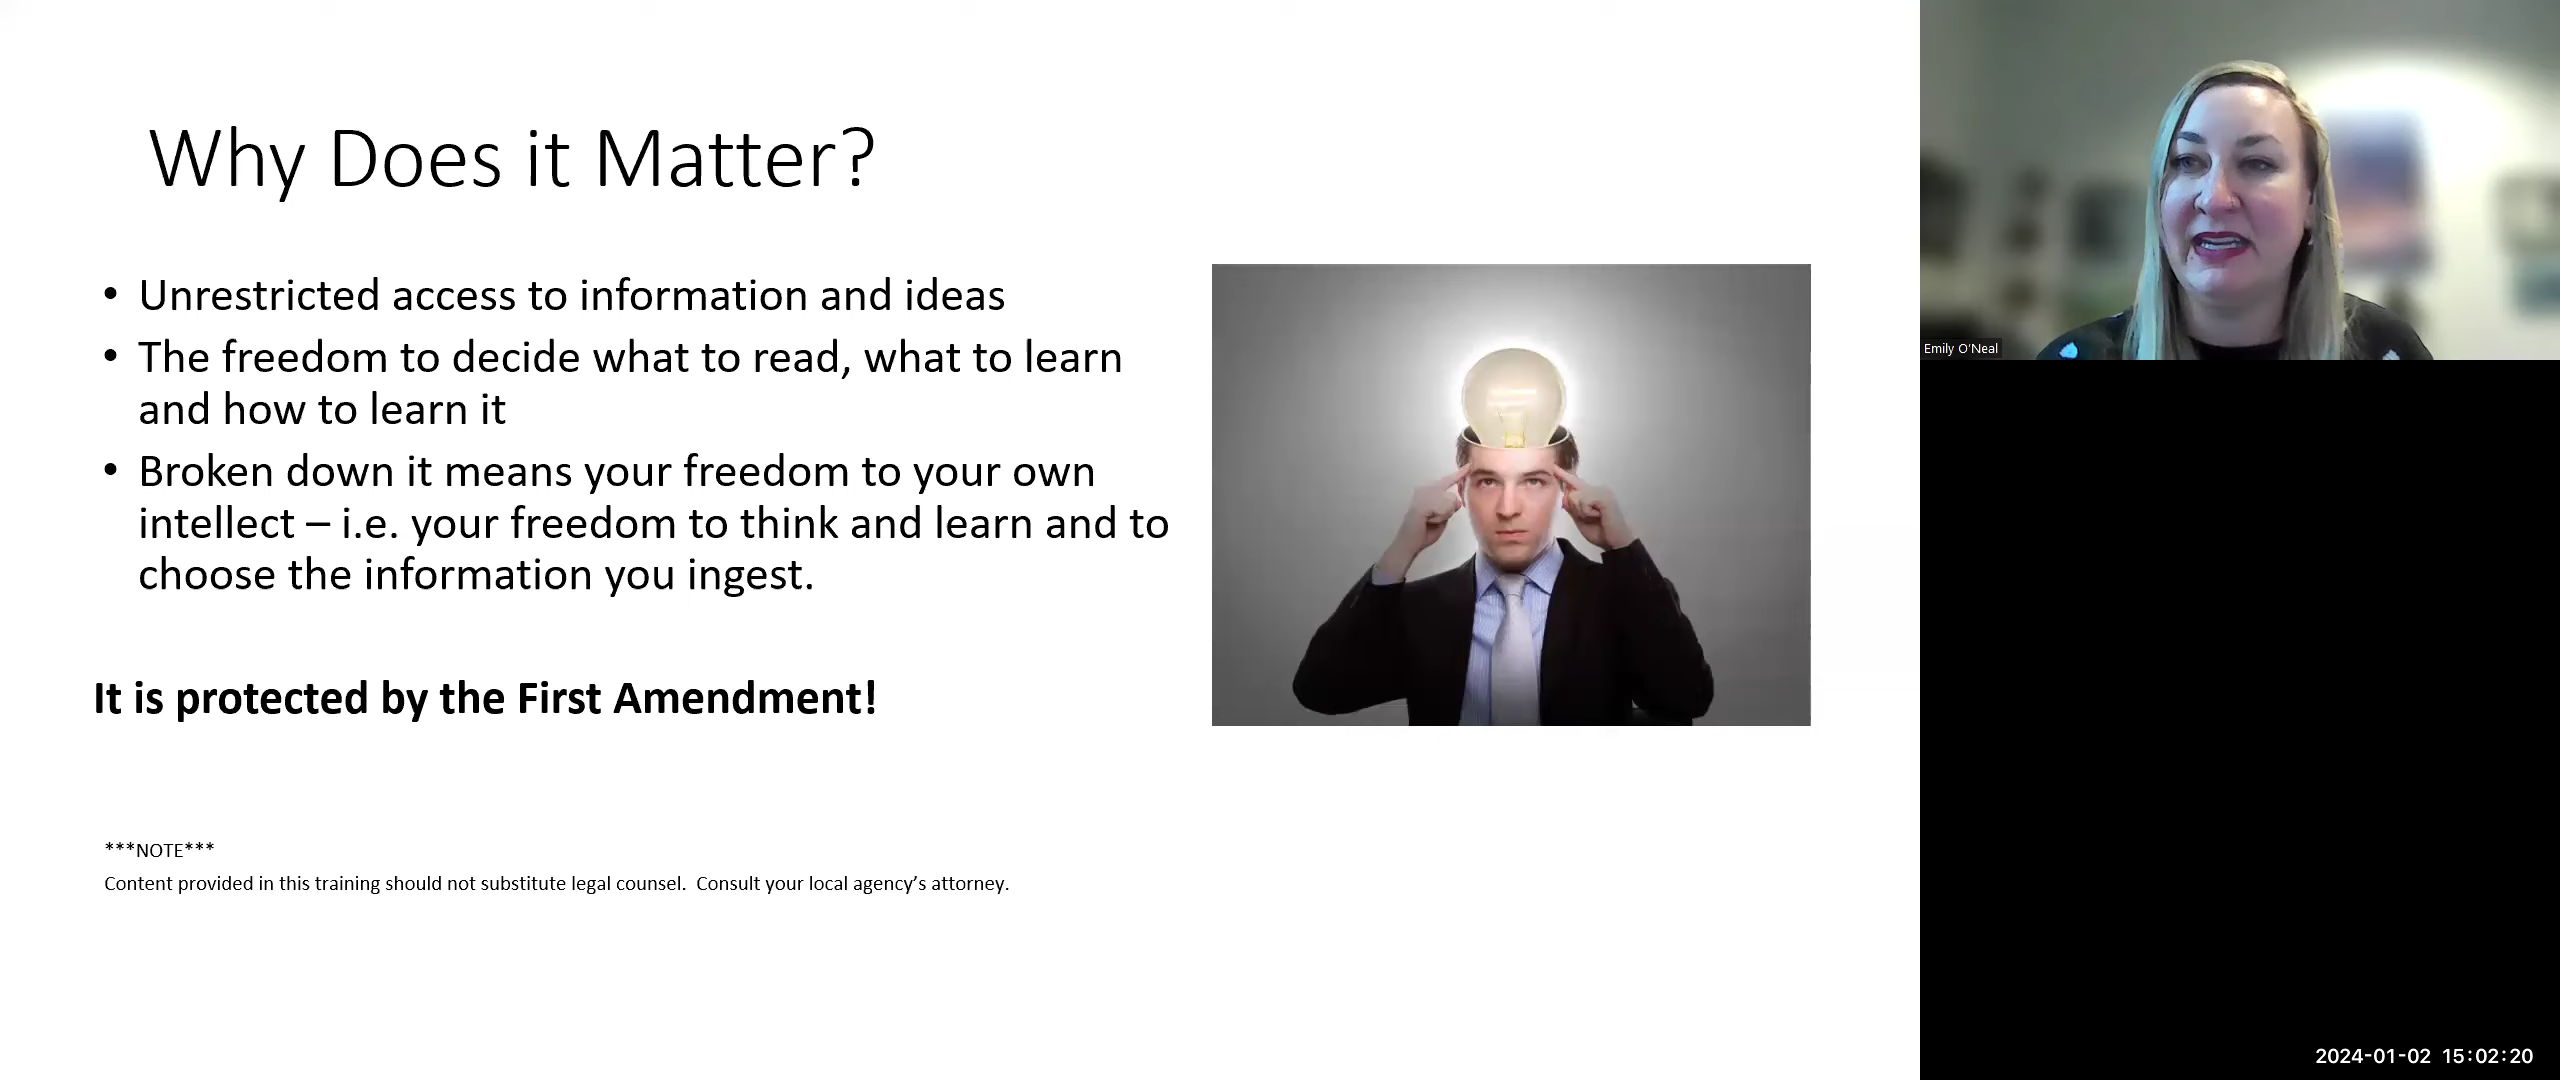 Why Does it Matter?
• Unrestricted access to information and ideas
• The freedom to decide what to read, what to learn
and how to learn it
• Broken down it means your freedom to your own
intellect – i.e. your freedom to think and learn and to
choose the information you ingest.
It is protected by the First Amendment!
***NOTE***
Content provided in this training should not substitute legal counsel.  Consult your local agency’s attorney.
Emily O'Neal
2024-01-02 15:02:20